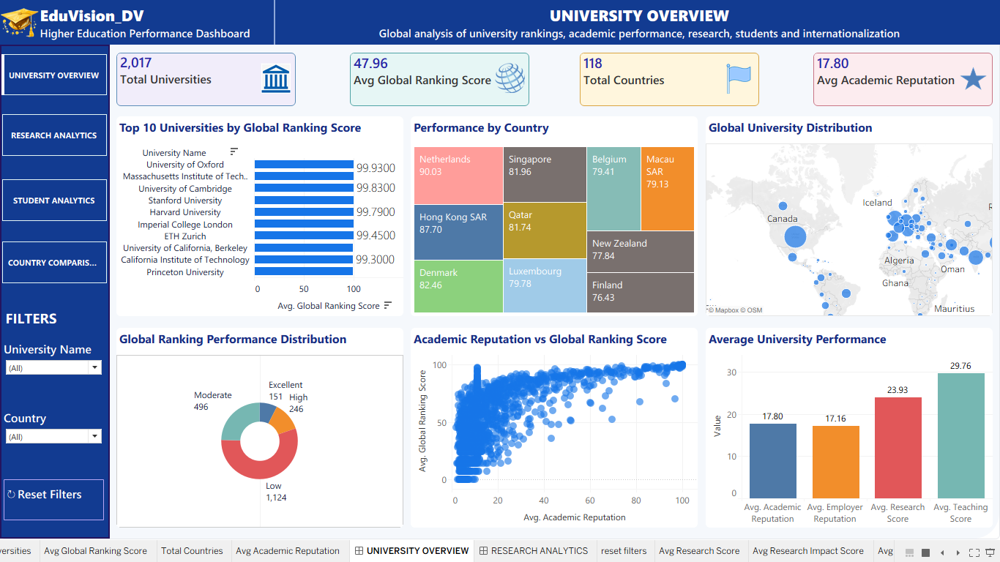 EduVision_DV
Higher Education Performance Dashboard
UNIVERSITY OVERVIEW
Global analysis of university rankings, academic performance, research, students and internationalization
UNIVERSITY OVERVIEW
RESEARCH ANALYTICS
STUDENT ANALYTICS
COUNTRY COMPARIS...
FILTERS
University Name
(All)
Country
(All)
↻ Reset Filters
2,017
Total Universities
47.96
Avg Global Ranking Score
118
Total Countries
17.80
Avg Academic Reputation
Top 10 Universities by Global Ranking Score
University Name
University of Oxford 99.9300
Massachusetts Institute of Tech..
University of Cambridge 99.8300
Stanford University
Harvard University 99.7900
Imperial College London
ETH Zurich 99.4500
University of California, Berkeley
California Institute of Technology 99.3000
Princeton University
0 50 100
Avg. Global Ranking Score
Performance by Country
Netherlands
90.03
Hong Kong SAR
87.70
Denmark
82.46
Singapore
81.96
Qatar
81.74
Luxembourg
79.78
Belgium
79.41
Macau
SAR
79.13
New Zealand
77.84
Finland
76.43
Global University Distribution
Iceland
Canada
Algeria
Oman
Ghana
Mauritius
© Mapbox © OSM
Global Ranking Performance Distribution
Excellent
151
High
246
Moderate
496
Low
1,124
Academic Reputation vs Global Ranking Score
Avg. Global Ranking Score
100
50
0
0 20 40 60 80 100
Avg. Academic Reputation
Average University Performance
Value
30
20
10
0
17.80
17.16
23.93
29.76
Avg. Academic
Reputation
Avg. Employer
Reputation
Avg. Research
Score
Avg. Teaching
Score
versities Avg Global Ranking Score Total Countries Avg Academic Reputation UNIVERSITY OVERVIEW RESEARCH ANALYTICS reset filters Avg Research Score Avg Research Impact Score Avg